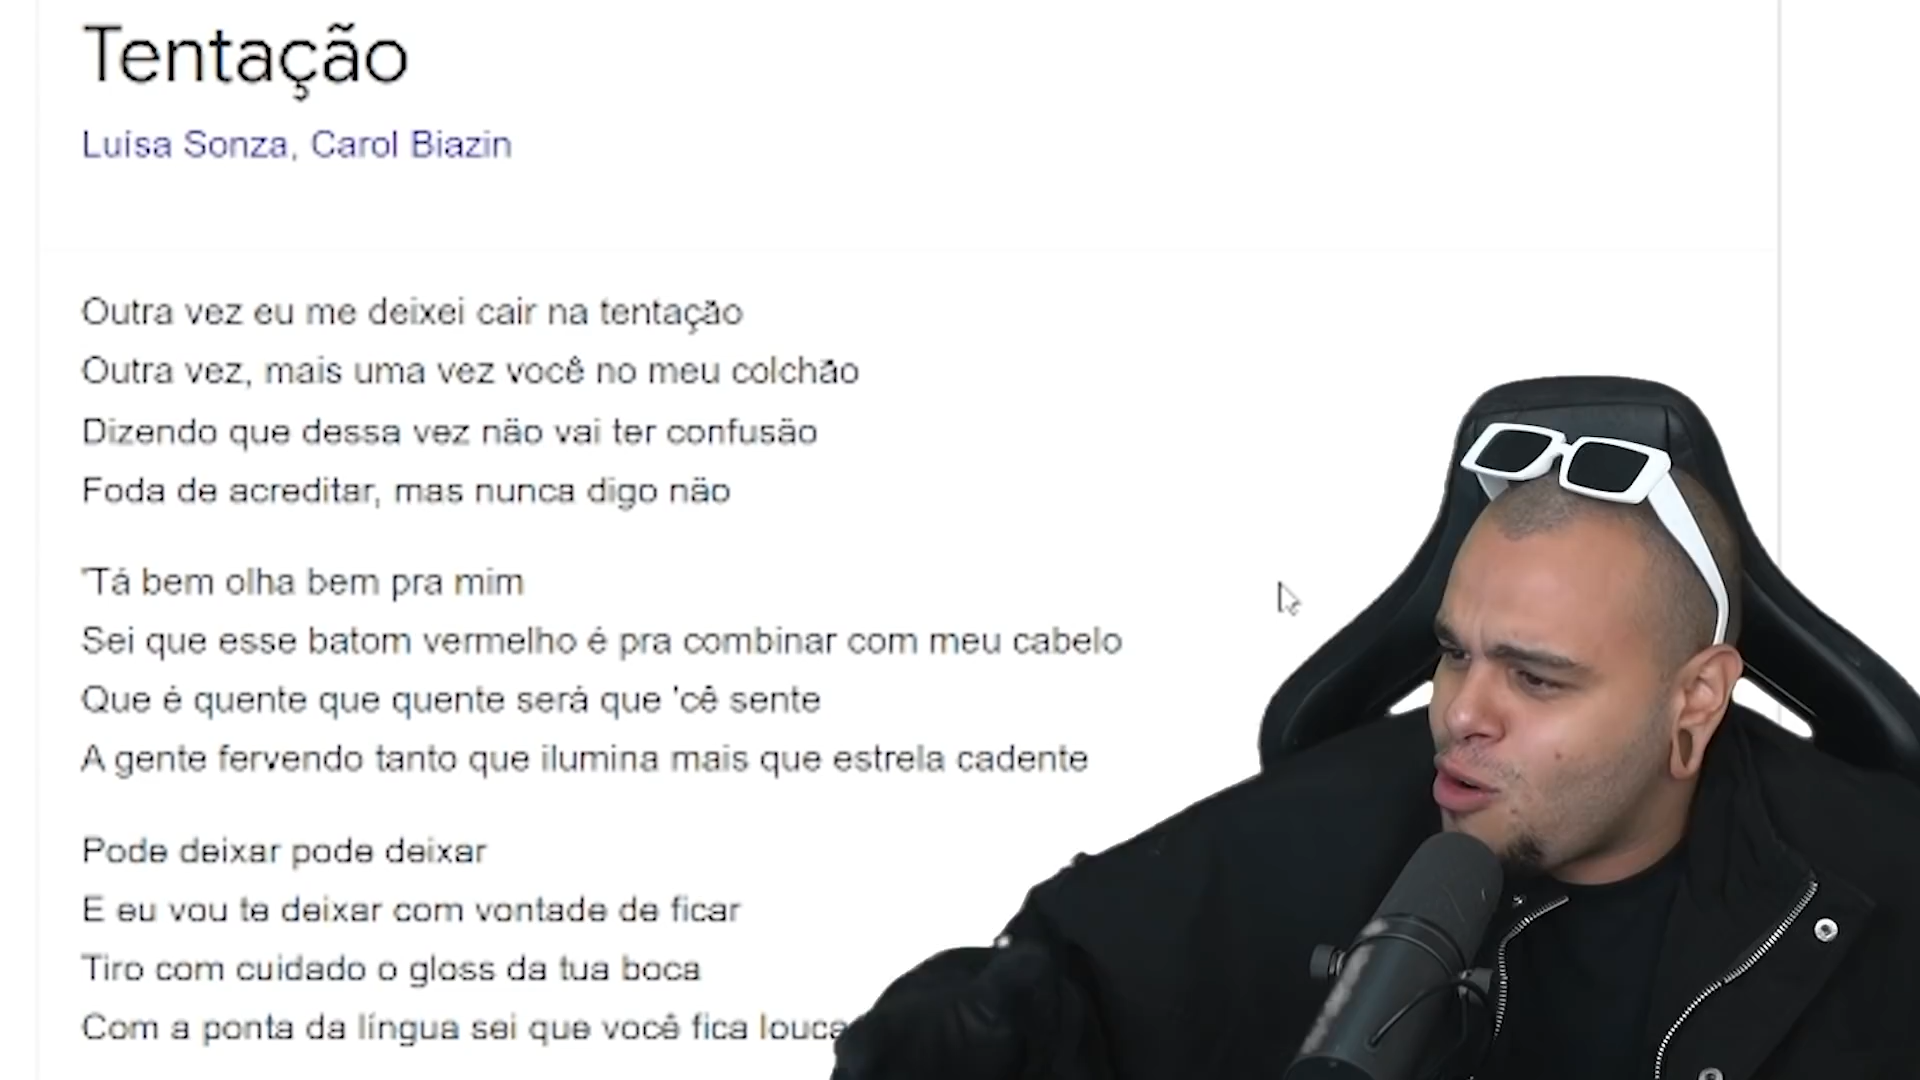 Tentação
Luísa Sonza, Carol Biazin
Outra vez eu me deixei cair na tentação
Outra vez, mais uma vez você no meu colchão
Dizendo que dessa vez não vai ter confusão
Foda de acreditar, mas nunca digo não
'Tá bem olha bem pra mim
Sei que esse batom vermelho é pra combinar com meu cabelo
Que é quente que quente será que 'cê sente
A gente fervendo tanto que ilumina mais que estrela cadente
Pode deixar pode deixar
E eu vou te deixar com vontade de ficar
Tiro com cuidado o gloss da tua boca
Com a ponta da língua sei que você fica louca